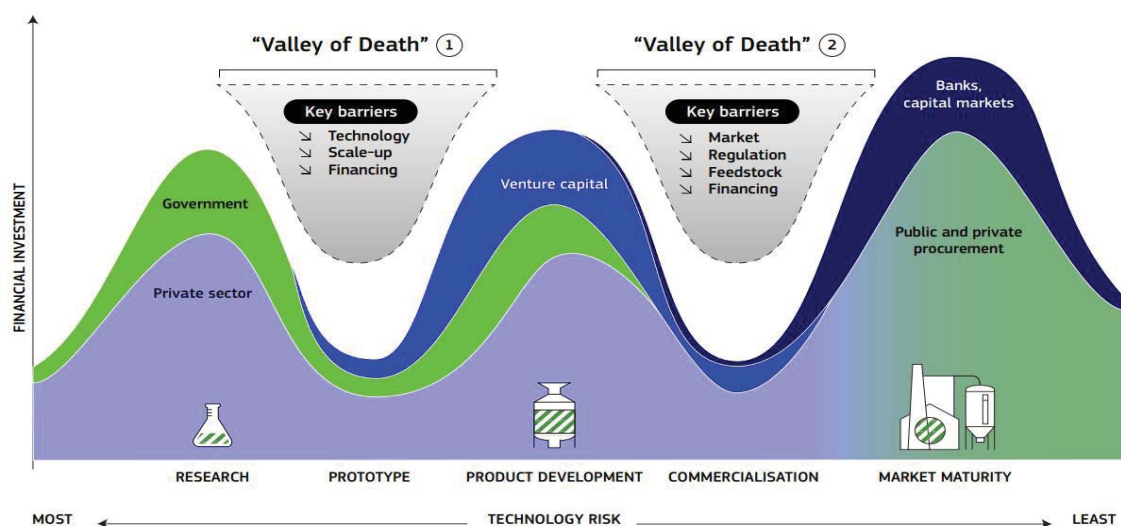 “Valley of Death” 1
“Valley of Death” 2
Key barriers
↘ Technology
↘ Scale-up
↘ Financing
Key barriers
↘ Market
↘ Regulation
↘ Feedstock
↘ Financing
Banks,
capital markets
Venture capital
Government
Public and private
procurement
Private sector
FINANCIAL INVESTMENT
RESEARCH
PROTOTYPE
PRODUCT DEVELOPMENT
COMMERCIALISATION
MARKET MATURITY
MOST
TECHNOLOGY RISK
LEAST